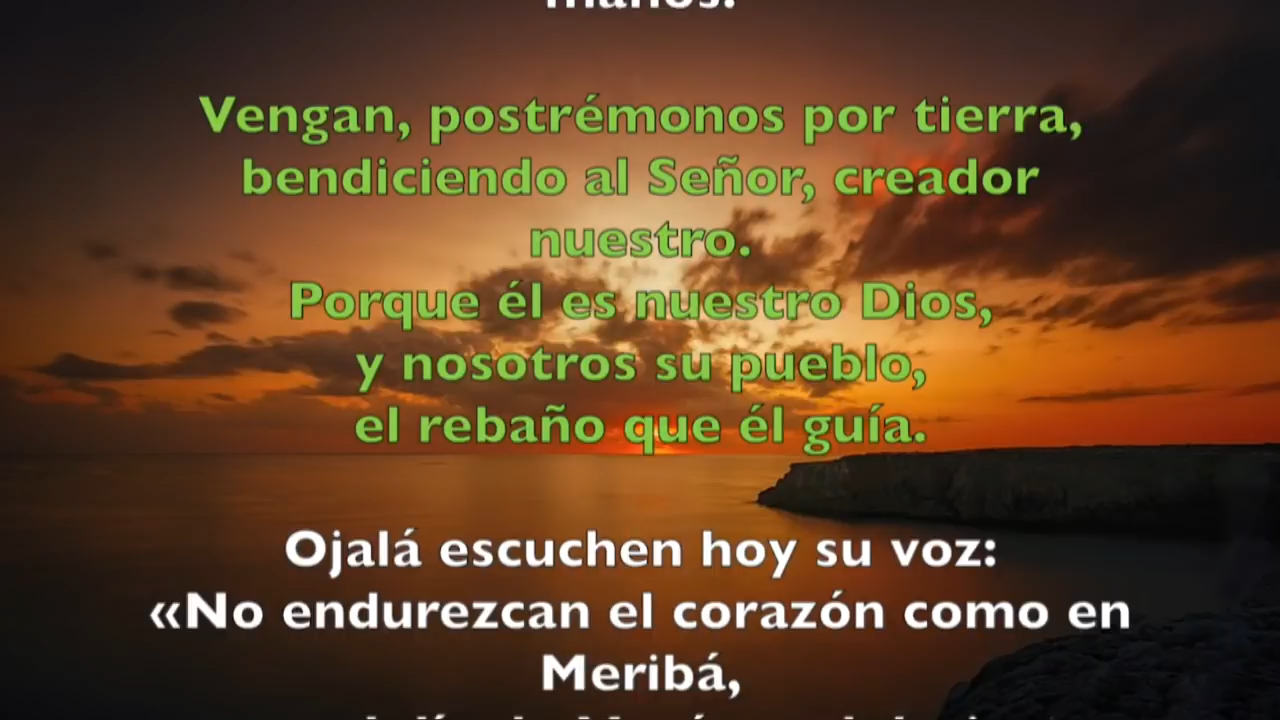 manos.
Vengan, postrémonos por tierra,
bendiciendo al Señor, creador
nuestro.
Porque él es nuestro Dios,
y nosotros su pueblo,
el rebaño que él guía.
Ojalá escuchen hoy su voz:
«No endurezcan el corazón como en
Meribá,